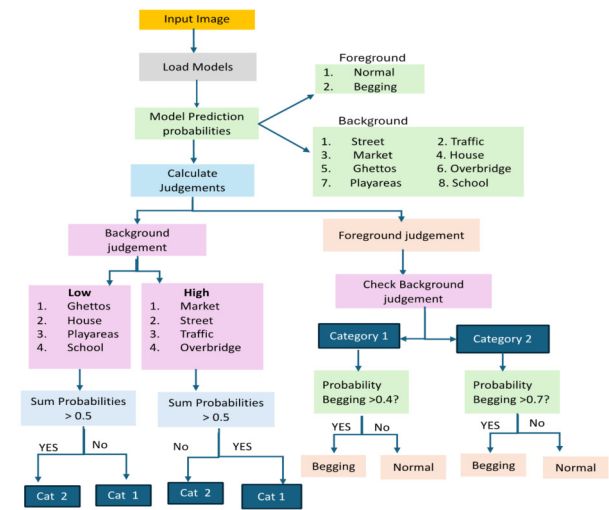 Input Image
Load Models
Model Prediction
probabilities
Foreground
1. Normal
2. Begging
Background
1. Street 2. Traffic
3. Market 4. House
5. Ghettos 6. Overbridge
7. Playareas 8. School
Calculate
Judgements
Background
judgement
Foreground judgement
Low
1. Ghettos
2. House
3. Playareas
4. School
High
1. Market
2. Street
3. Traffic
4. Overbridge
Check Background
judgement
Category 1
Category 2
Sum Probabilities
> 0.5
Sum Probabilities
> 0.5
Probability
Begging >0.4?
Probability
Begging >0.7?
YES No
No YES
YES No
YES No
Cat 2
Cat 1
Cat 2
Cat 1
Begging
Normal
Begging
Normal